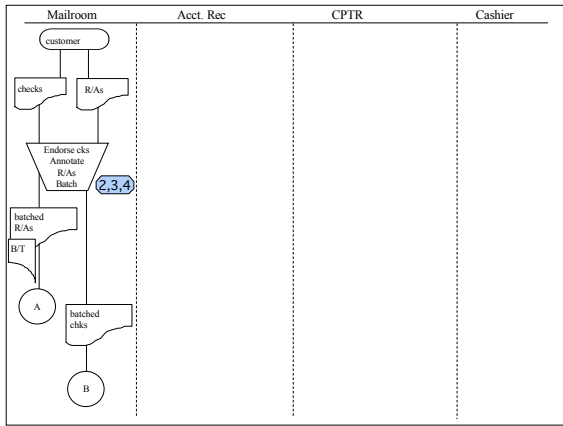 Mailroom Acct. Rec CPTR Cashier
customer
checks
R/As
Endorse cks
Annotate
R/As
Batch
2,3,4
batched
R/As
B/T
A
batched
chks
B